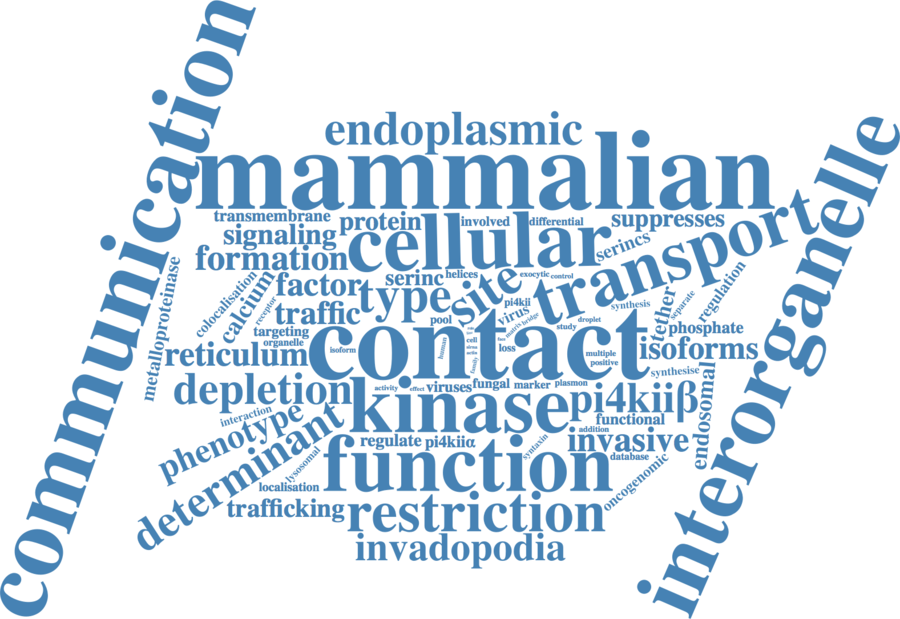 communication
endoplasmic
mammalian
interorganelle
transmembrane
protein
involved
differential
suppresses
signaling
cellular
serincs
transport
formation
factor
serinc
helices
exocytic
control
site
type
calcium
colocalisation
metalloproteinase
receptor
traffic
pi4kii
virus
pool
matrix
bridge
synthesis
tether
separate
regulation
targeting
organelle
study
droplet
phosphate
reticulum
isoform
contact
human
cell
loss
multiple
positive
isoforms
synthesise
depletion
activity
effect
viruses
fungal
marker
plasmon
kinase
pi4kiiβ
endosomal
interaction
phenotype
determinant
functional
addition
regulate
pi4kiiα
syntaxin
invasive
database
function
lysosomal
localisation
oncogenomic
trafficking
restriction
invadopodia